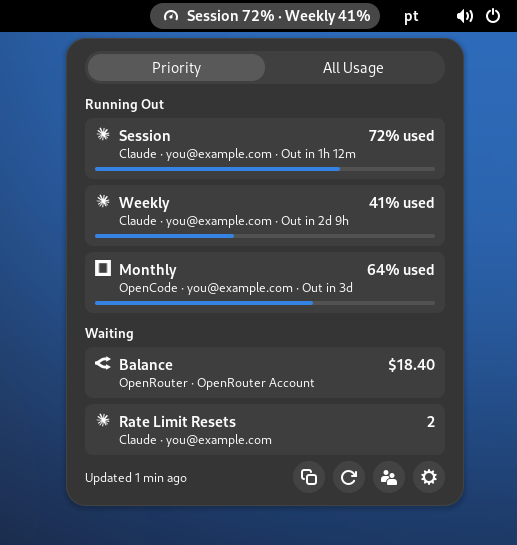 Session 72% · Weekly 41%
pt
Priority
All Usage
Running Out
Session
72% used
Claude · you@example.com · Out in 1h 12m
Weekly
41% used
Claude · you@example.com · Out in 2d 9h
Monthly
64% used
OpenCode · you@example.com · Out in 3d
Waiting
Balance
$18.40
OpenRouter · OpenRouter Account
Rate Limit Resets
2
Claude · you@example.com
Updated 1 min ago